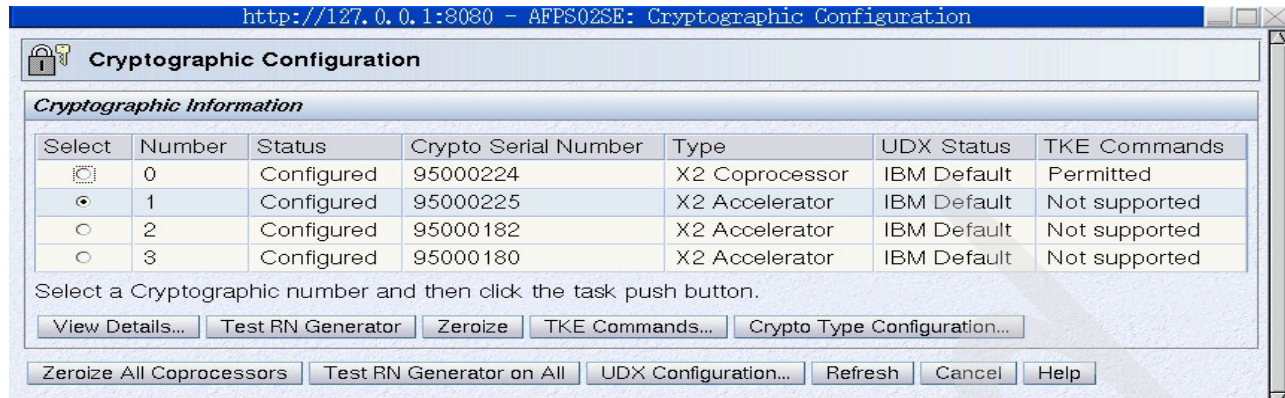 http://127.0.0.1:8080 - AFPS02SE: Cryptographic Configuration
Cryptographic Configuration
Cryptographic Information
Select Number Status Crypto Serial Number Type UDX Status TKE Commands
0 Configured 95000224 X2 Coprocessor IBM Default Permitted
1 Configured 95000225 X2 Accelerator IBM Default Not supported
2 Configured 95000182 X2 Accelerator IBM Default Not supported
3 Configured 95000180 X2 Accelerator IBM Default Not supported
Select a Cryptographic number and then click the task push button.
View Details... Test RN Generator Zeroize TKE Commands... Crypto Type Configuration...
Zeroize All Coprocessors Test RN Generator on All UDX Configuration... Refresh Cancel Help